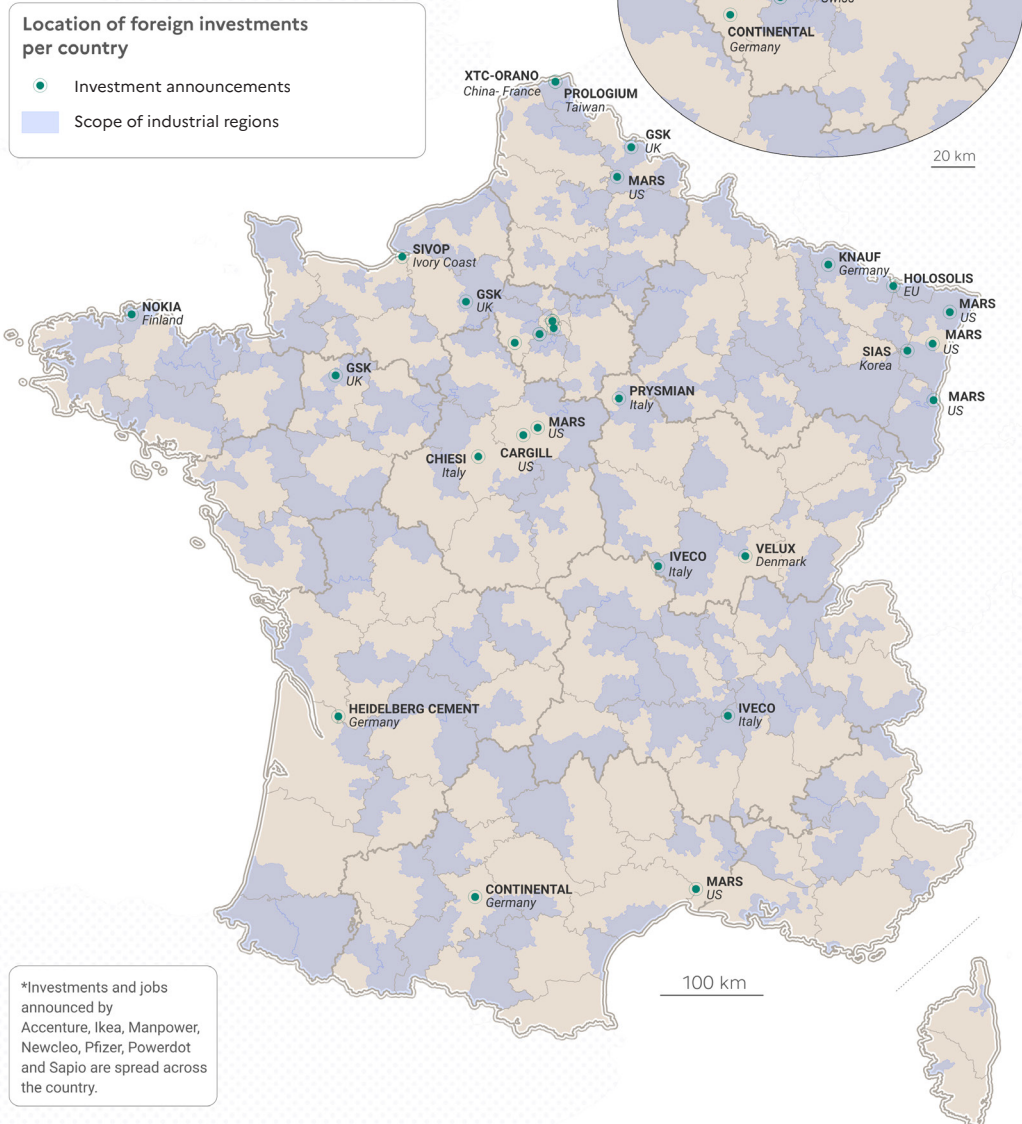 Location of foreign investments
per country
Investment announcements
Scope of industrial regions
Swiss
CONTINENTAL
Germany
20 km
XTC-ORANO
China- France
PROLOGIUM
Taiwan
GSK
UK
MARS
US
SIVOP
Ivory Coast
KNAUF
Germany
HOLOSOLIS
EU
GSK
UK
MARS
US
NOKIA
Finland
MARS
US
SIAS
Korea
GSK
UK
PRYSMIAN
Italy
MARS
US
MARS
US
CARGILL
US
CHIESI
Italy
VELUX
Denmark
IVECO
Italy
HEIDELBERG CEMENT
Germany
IVECO
Italy
CONTINENTAL
Germany
MARS
US
100 km
*Investments and jobs
announced by
Accenture, Ikea, Manpower,
Newcleo, Pfizer, Powerdot
and Sapio are spread across
the country.